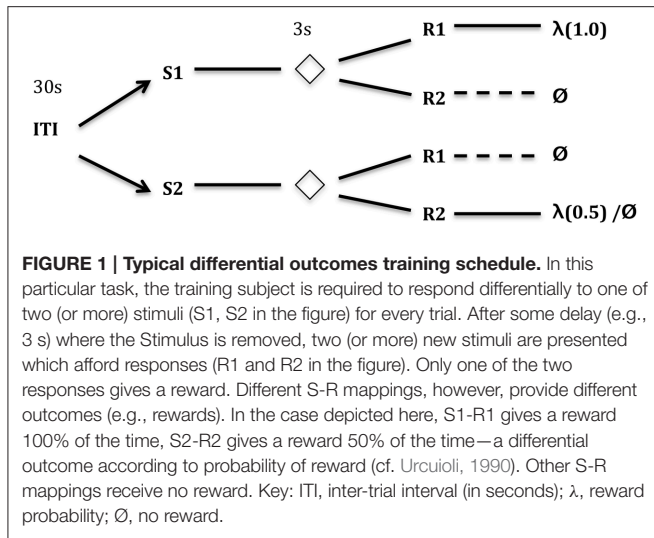 3s
R1 λ(1.0)
S1
30s
R2 Ø
ITI
R1 Ø
S2
R2 λ(0.5) /Ø
FIGURE 1 | Typical differential outcomes training schedule. In this
particular task, the training subject is required to respond differentially to one of
two (or more) stimuli (S1, S2 in the figure) for every trial. After some delay (e.g.,
3 s) where the Stimulus is removed, two (or more) new stimuli are presented
which afford responses (R1 and R2 in the figure). Only one of the two
responses gives a reward. Different S-R mappings, however, provide different
outcomes (e.g., rewards). In the case depicted here, S1-R1 gives a reward
100% of the time, S2-R2 gives a reward 50% of the time—a differential
outcome according to probability of reward (cf. Urcuioli, 1990). Other S-R
mappings receive no reward. Key: ITI, inter-trial interval (in seconds); λ, reward
probability; Ø, no reward.